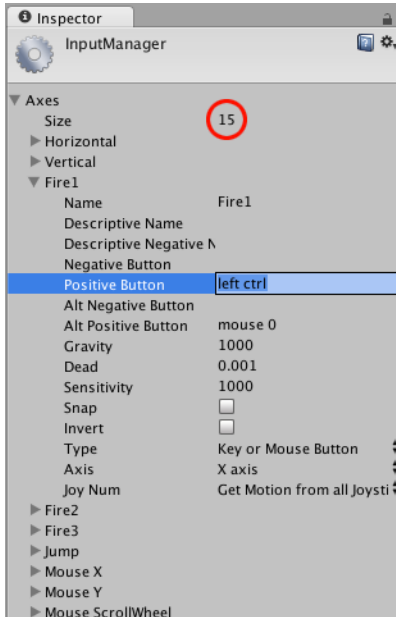 Inspector
InputManager
Axes
Size 15
Horizontal
Vertical
Fire1
Name Fire1
Descriptive Name
Descriptive Negative N
Negative Button
Positive Button left ctrl
Alt Negative Button
Alt Positive Button mouse 0
Gravity 1000
Dead 0.001
Sensitivity 1000
Snap
Invert
Type Key or Mouse Button
Axis X axis
Joy Num Get Motion from all Joysti
Fire2
Fire3
Jump
Mouse X
Mouse Y
Mouse ScrollWheel